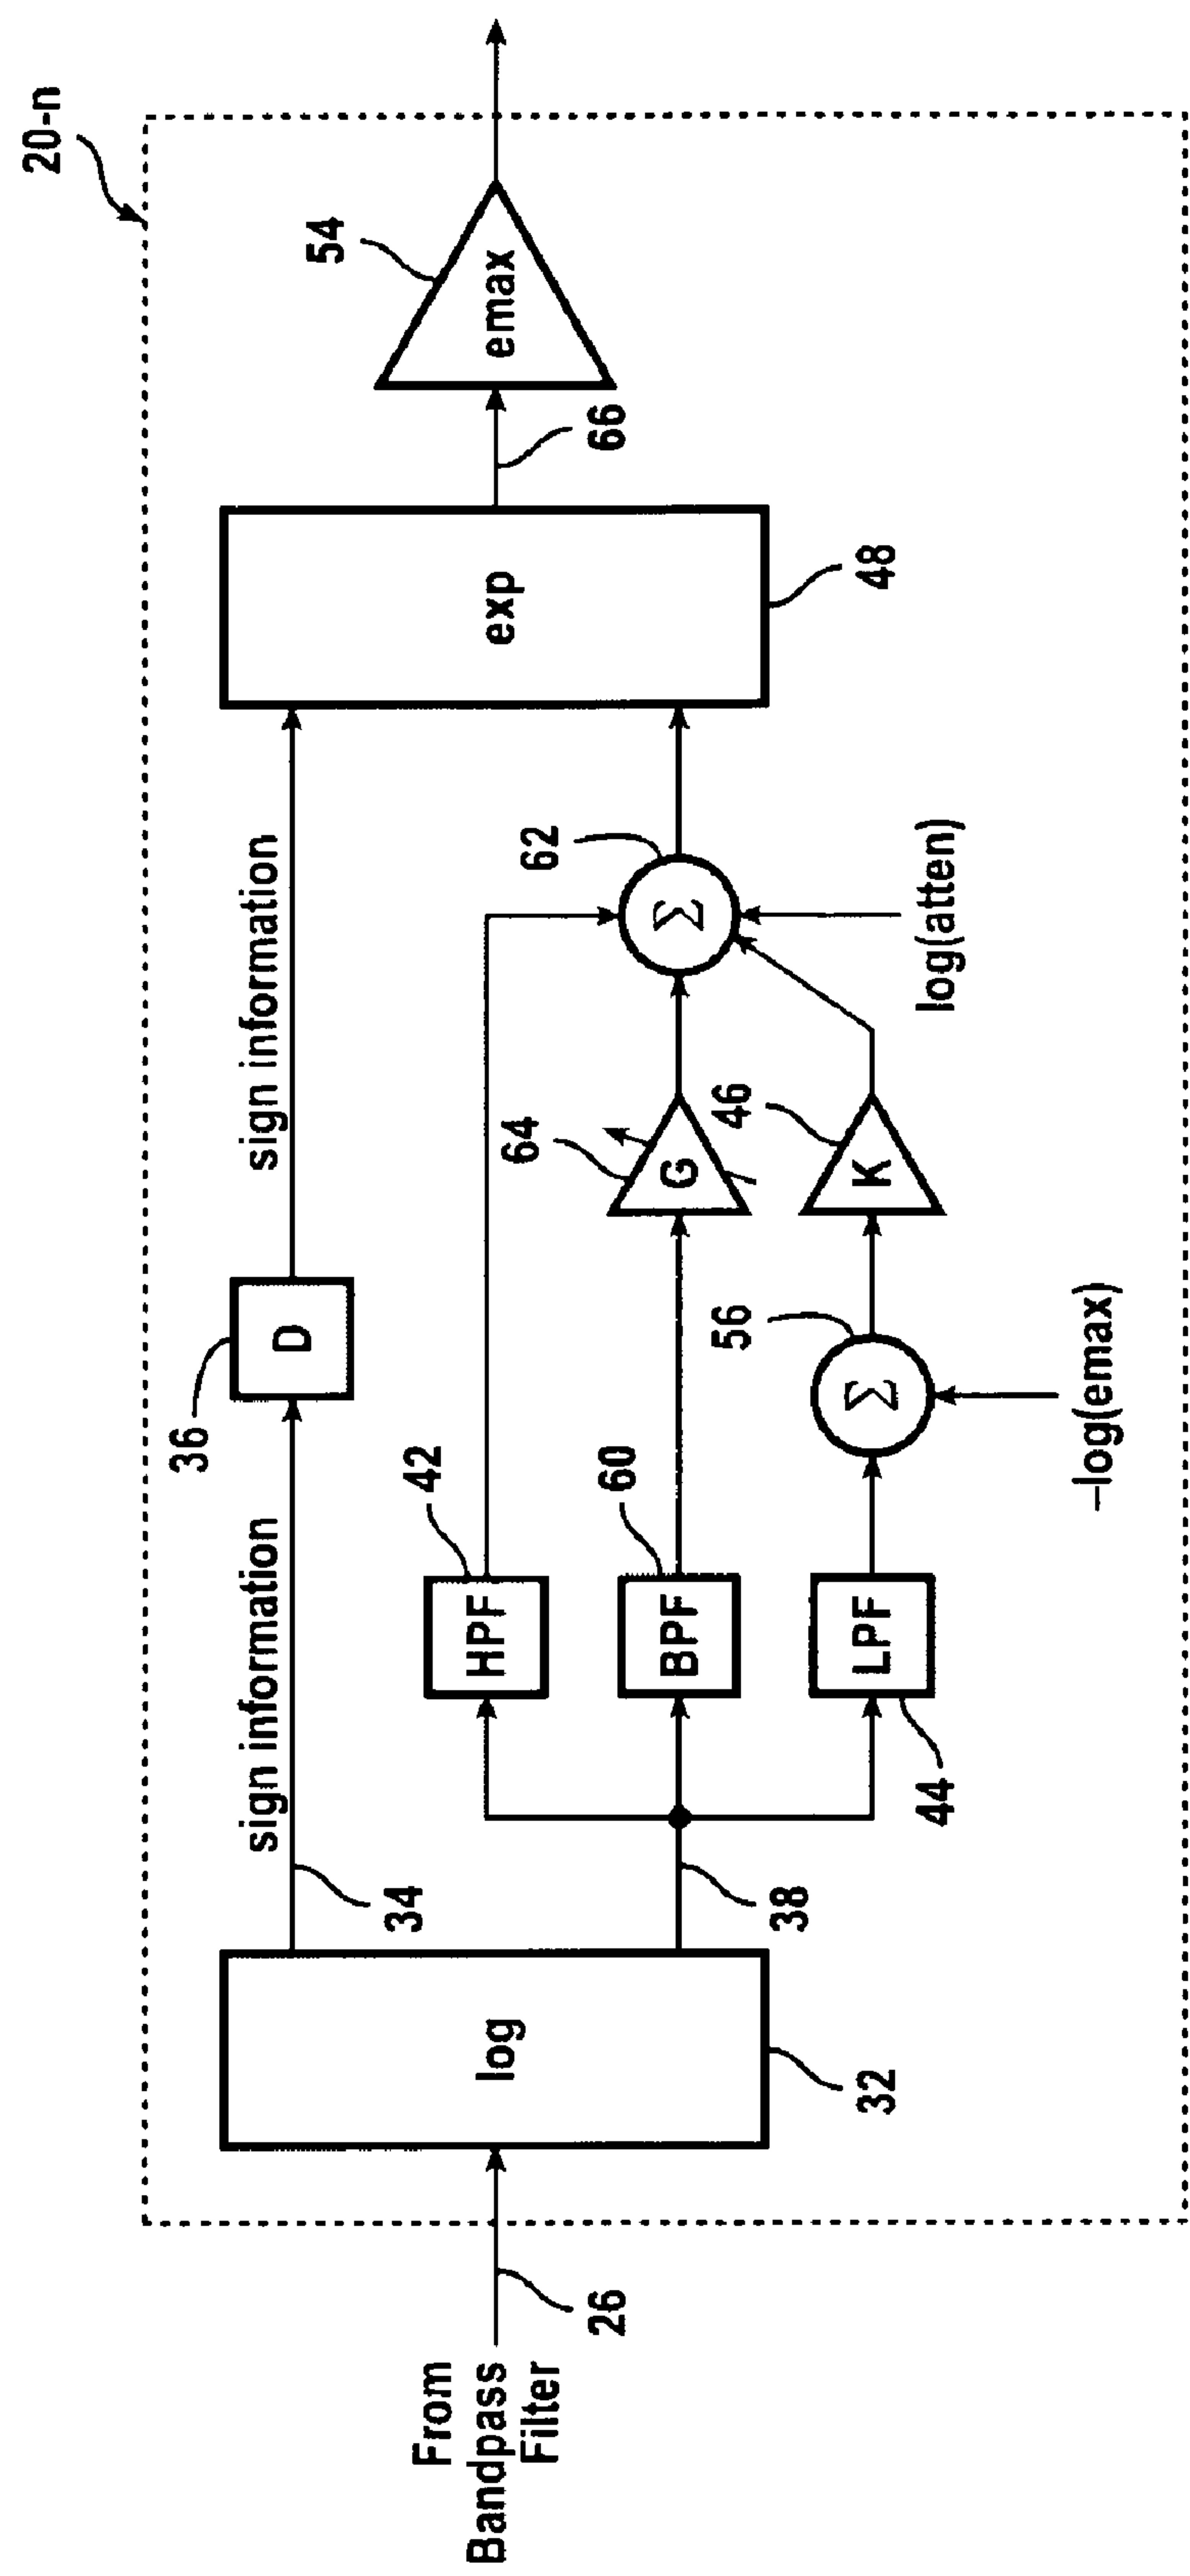 20-n
From
Bandpass
Filter
26
log
32
sign information
34
38
36
D
sign information
HPF
42
BPF
60
LPF
44
Σ
56
–log(emax)
G
64
K
46
Σ
62
log(atten)
exp
48
66
emax
54